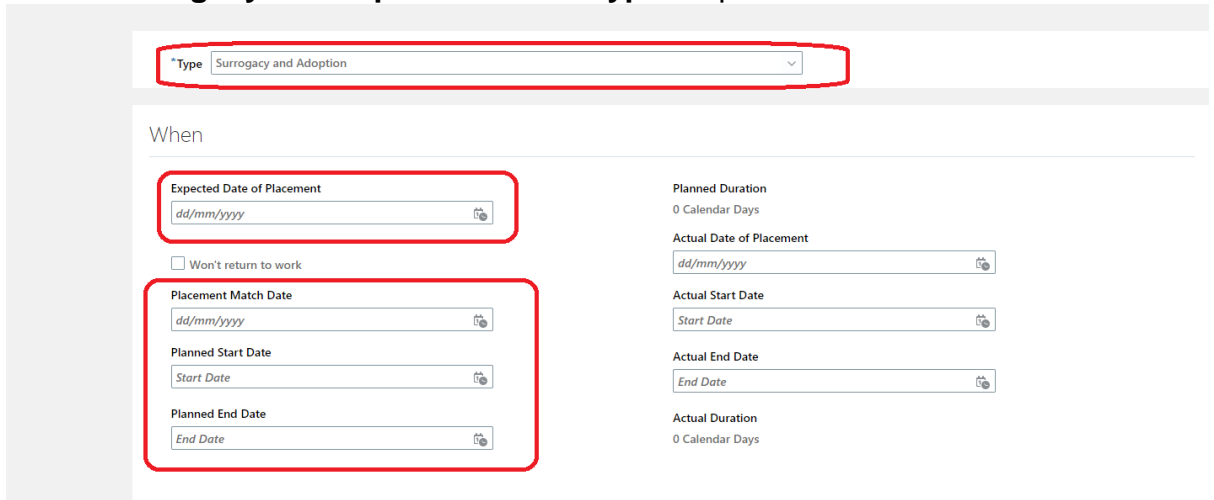 *Type Surrogacy and Adoption
When
Expected Date of Placement
dd/mm/yyyy
Won't return to work
Placement Match Date
dd/mm/yyyy
Planned Start Date
Start Date
Planned End Date
End Date
Planned Duration
0 Calendar Days
Actual Date of Placement
dd/mm/yyyy
Actual Start Date
Start Date
Actual End Date
End Date
Actual Duration
0 Calendar Days